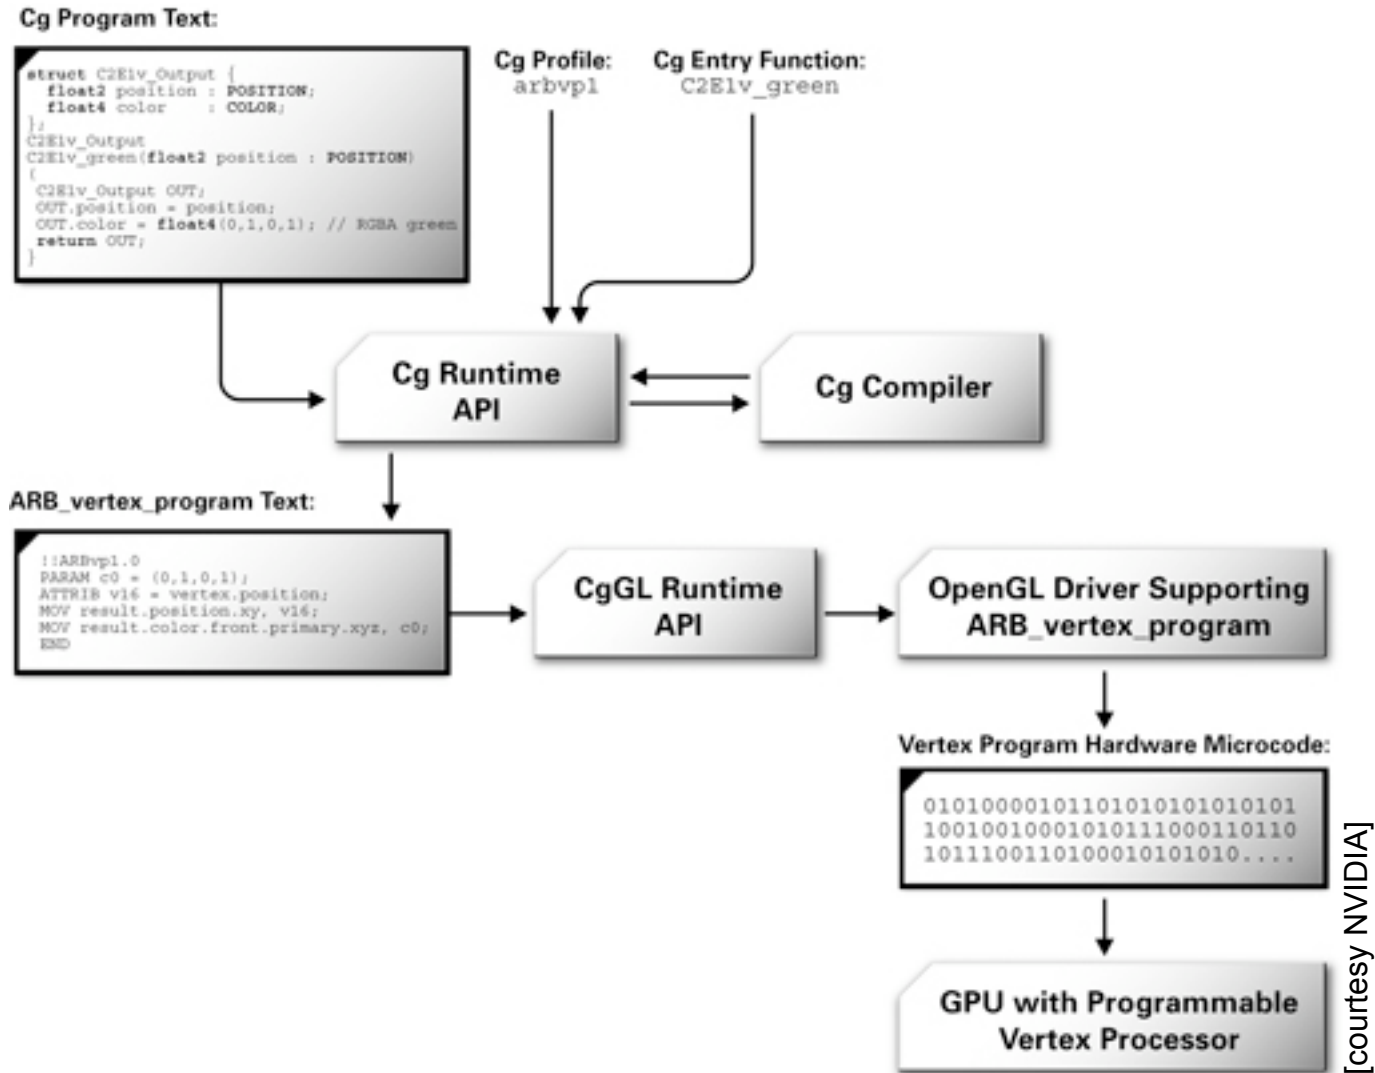 Cg Program Text:
struct C2E1v_Output {
float2 position : POSITION;
float4 color : COLOR;
};
C2E1v_Output
C2E1v_green(float2 position : POSITION)
{
C2E1v_Output OUT;
OUT.position = position;
OUT.color = float4(0,1,0,1); // RGBA green
return OUT;
}
Cg Profile:
arbvp1
Cg Entry Function:
C2E1v_green
Cg Runtime
API
Cg Compiler
ARB_vertex_program Text:
!!ARBvp1.0
PARAM c0 = (0,1,0,1);
ATTRIB v16 = vertex.position;
MOV result.position.xy, v16;
MOV result.color.front.primary.xyz, c0;
END
CgGL Runtime
API
OpenGL Driver Supporting
ARB_vertex_program
Vertex Program Hardware Microcode:
0101000010110101010101010101
10010010001010111000110110
1011100110100010101010....
GPU with Programmable
Vertex Processor
[courtesy NVIDIA]